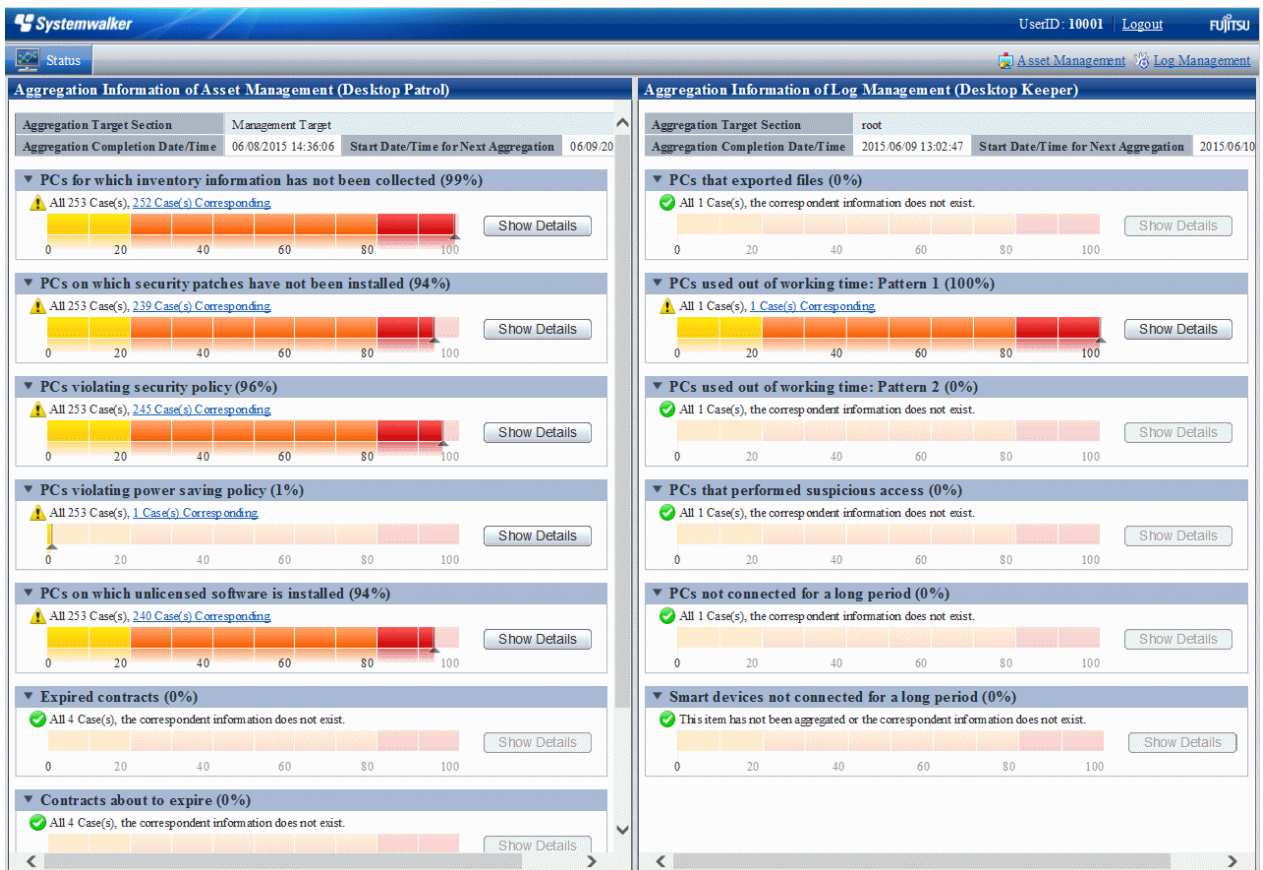 Systemwalker
UserID : 10001 Logout FUJITSU
Status Asset Management Log Management
Aggregation Information of Asset Management (Desktop Patrol)
Aggregation Target Section Management Target
Aggregation Completion Date/Time 06/08/2015 14:36:06 Start Date/Time for Next Aggregation 06/09/20
PCs for which inventory information has not been collected (99%)
All 253 Case(s), 252 Case(s) Corresponding
Show Details
0 20 40 60 80 100
PCs on which security patches have not been installed (94%)
All 253 Case(s), 239 Case(s) Corresponding
Show Details
0 20 40 60 80 100
PCs violating security policy (96%)
All 253 Case(s), 245 Case(s) Corresponding
Show Details
0 20 40 60 80 100
PCs violating power saving policy (1%)
All 253 Case(s), 1 Case(s) Corresponding
Show Details
0 20 40 60 80 100
PCs on which unlicensed software is installed (94%)
All 253 Case(s), 240 Case(s) Corresponding
Show Details
0 20 40 60 80 100
Expired contracts (0%)
All 4 Case(s), the correspondent information does not exist.
Show Details
0 20 40 60 80 100
Contracts about to expire (0%)
All 4 Case(s), the correspondent information does not exist.
Show Details
Aggregation Information of Log Management (Desktop Keeper)
Aggregation Target Section root
Aggregation Completion Date/Time 2015/06/09 13:02:47 Start Date/Time for Next Aggregation 2015/06/10
PCs that exported files (0%)
All 1 Case(s), the correspondent information does not exist.
Show Details
0 20 40 60 80 100
PCs used out of working time: Pattern 1 (100%)
All 1 Case(s), 1 Case(s) Corresponding
Show Details
0 20 40 60 80 100
PCs used out of working time: Pattern 2 (0%)
All 1 Case(s), the correspondent information does not exist.
Show Details
0 20 40 60 80 100
PCs that performed suspicious access (0%)
All 1 Case(s), the correspondent information does not exist.
Show Details
0 20 40 60 80 100
PCs not connected for a long period (0%)
All 1 Case(s), the correspondent information does not exist.
Show Details
0 20 40 60 80 100
Smart devices not connected for a long period (0%)
This item has not been aggregated or the correspondent information does not exist.
Show Details
0 20 40 60 80 100